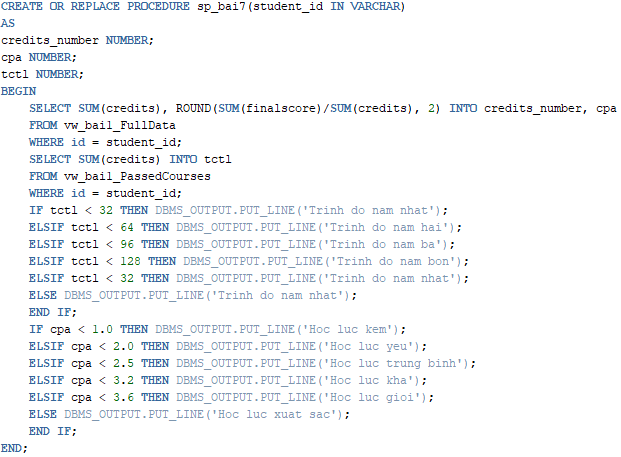 CREATE OR REPLACE PROCEDURE sp_bai7(student_id IN VARCHAR)
AS
credits_number NUMBER;
cpa NUMBER;
tctl NUMBER;
BEGIN
    SELECT SUM(credits), ROUND(SUM(finalscore)/SUM(credits), 2) INTO credits_number, cpa
    FROM vw_bai1_FullData
    WHERE id = student_id;
    SELECT SUM(credits) INTO tctl
    FROM vw_bai1_PassedCourses
    WHERE id = student_id;
    IF tctl < 32 THEN DBMS_OUTPUT.PUT_LINE('Trinh do nam nhat');
    ELSIF tctl < 64 THEN DBMS_OUTPUT.PUT_LINE('Trinh do nam hai');
    ELSIF tctl < 96 THEN DBMS_OUTPUT.PUT_LINE('Trinh do nam ba');
    ELSIF tctl < 128 THEN DBMS_OUTPUT.PUT_LINE('Trinh do nam bon');
    ELSIF tctl < 32 THEN DBMS_OUTPUT.PUT_LINE('Trinh do nam nhat');
    ELSE DBMS_OUTPUT.PUT_LINE('Trinh do nam nhat');
    END IF;
    IF cpa < 1.0 THEN DBMS_OUTPUT.PUT_LINE('Hoc luc kem');
    ELSIF cpa < 2.0 THEN DBMS_OUTPUT.PUT_LINE('Hoc luc yeu');
    ELSIF cpa < 2.5 THEN DBMS_OUTPUT.PUT_LINE('Hoc luc trung binh');
    ELSIF cpa < 3.2 THEN DBMS_OUTPUT.PUT_LINE('Hoc luc kha');
    ELSIF cpa < 3.6 THEN DBMS_OUTPUT.PUT_LINE('Hoc luc gioi');
    ELSE DBMS_OUTPUT.PUT_LINE('Hoc luc xuat sac');
    END IF;
END;